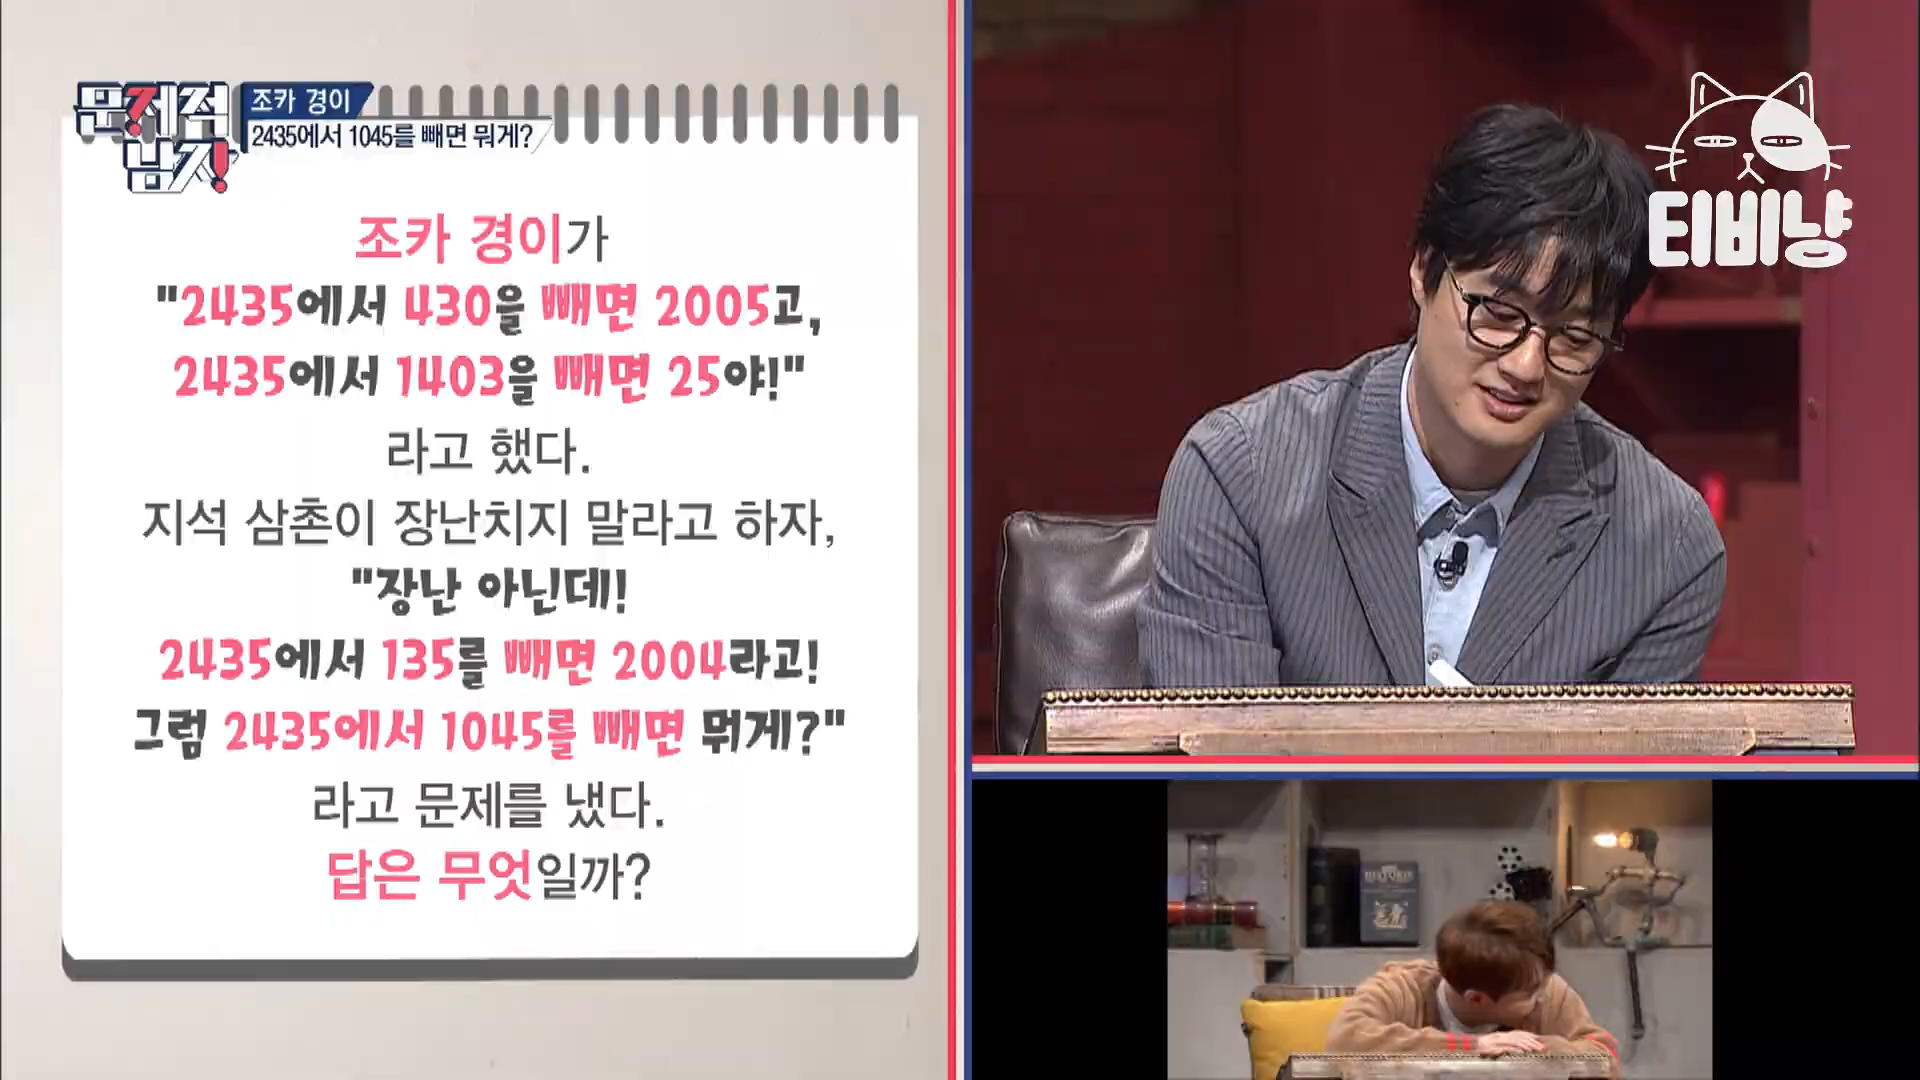 문제적
남자!
조카 경이
2435에서 1045를 빼면 뭐게?
조카 경이가
"2435에서 430을 빼면 2005고,
2435에서 1403을 빼면 25야!"
라고 했다.
지석 삼촌이 장난치지 말라고 하자,
"장난 아닌데!
2435에서 135를 빼면 2004라고!
그럼 2435에서 1045를 빼면 뭐게?"
라고 문제를 냈다.
답은 무엇일까?
티비냥
HISTORIE